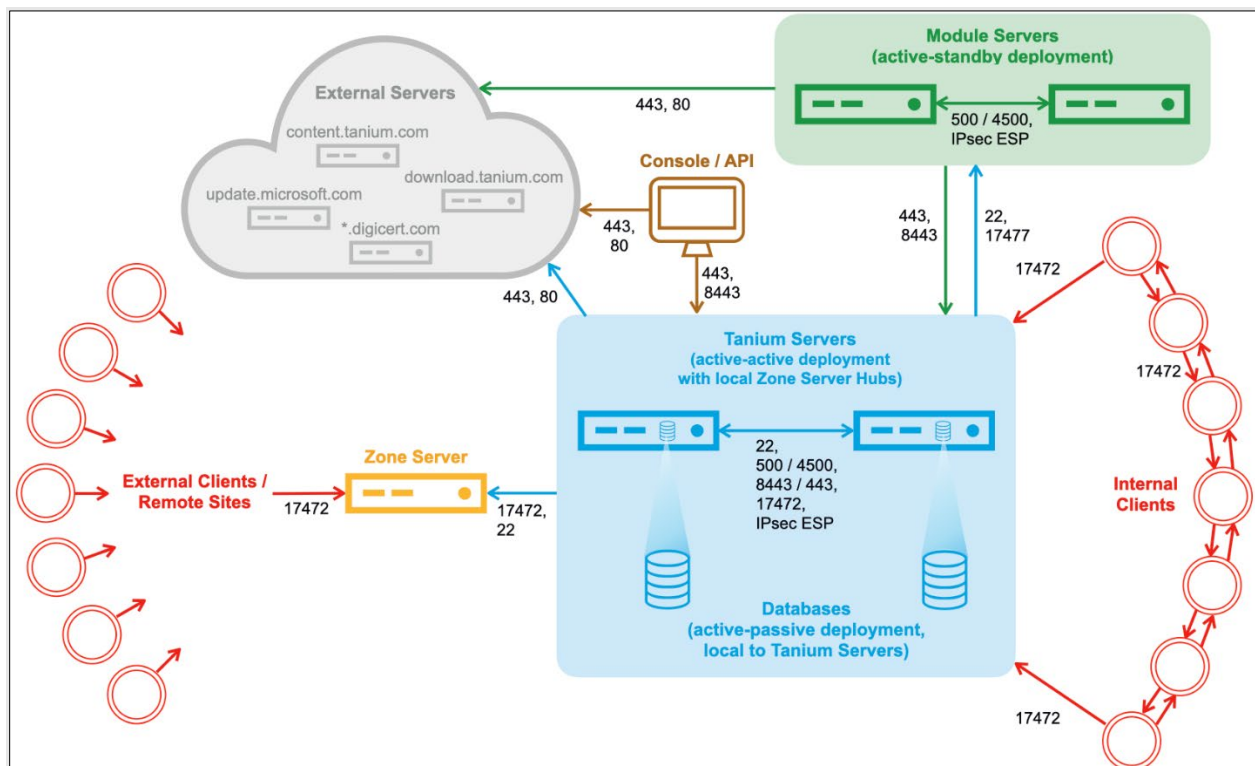 Module Servers
(active-standby deployment)
500 / 4500,
IPsec ESP
443, 80
External Servers
content.tanium.com
download.tanium.com
update.microsoft.com
*.digicert.com
Console / API
443,
80
443,
8443
443,
8443
22,
17477
443, 80
17472
17472
Tanium Servers
(active-active deployment
with local Zone Server Hubs)
22,
500 / 4500,
8443 / 443,
17472,
IPsec ESP
Databases
(active-passive deployment,
local to Tanium Servers)
Zone Server
17472,
22
External Clients /
Remote Sites
17472
Internal
Clients
17472